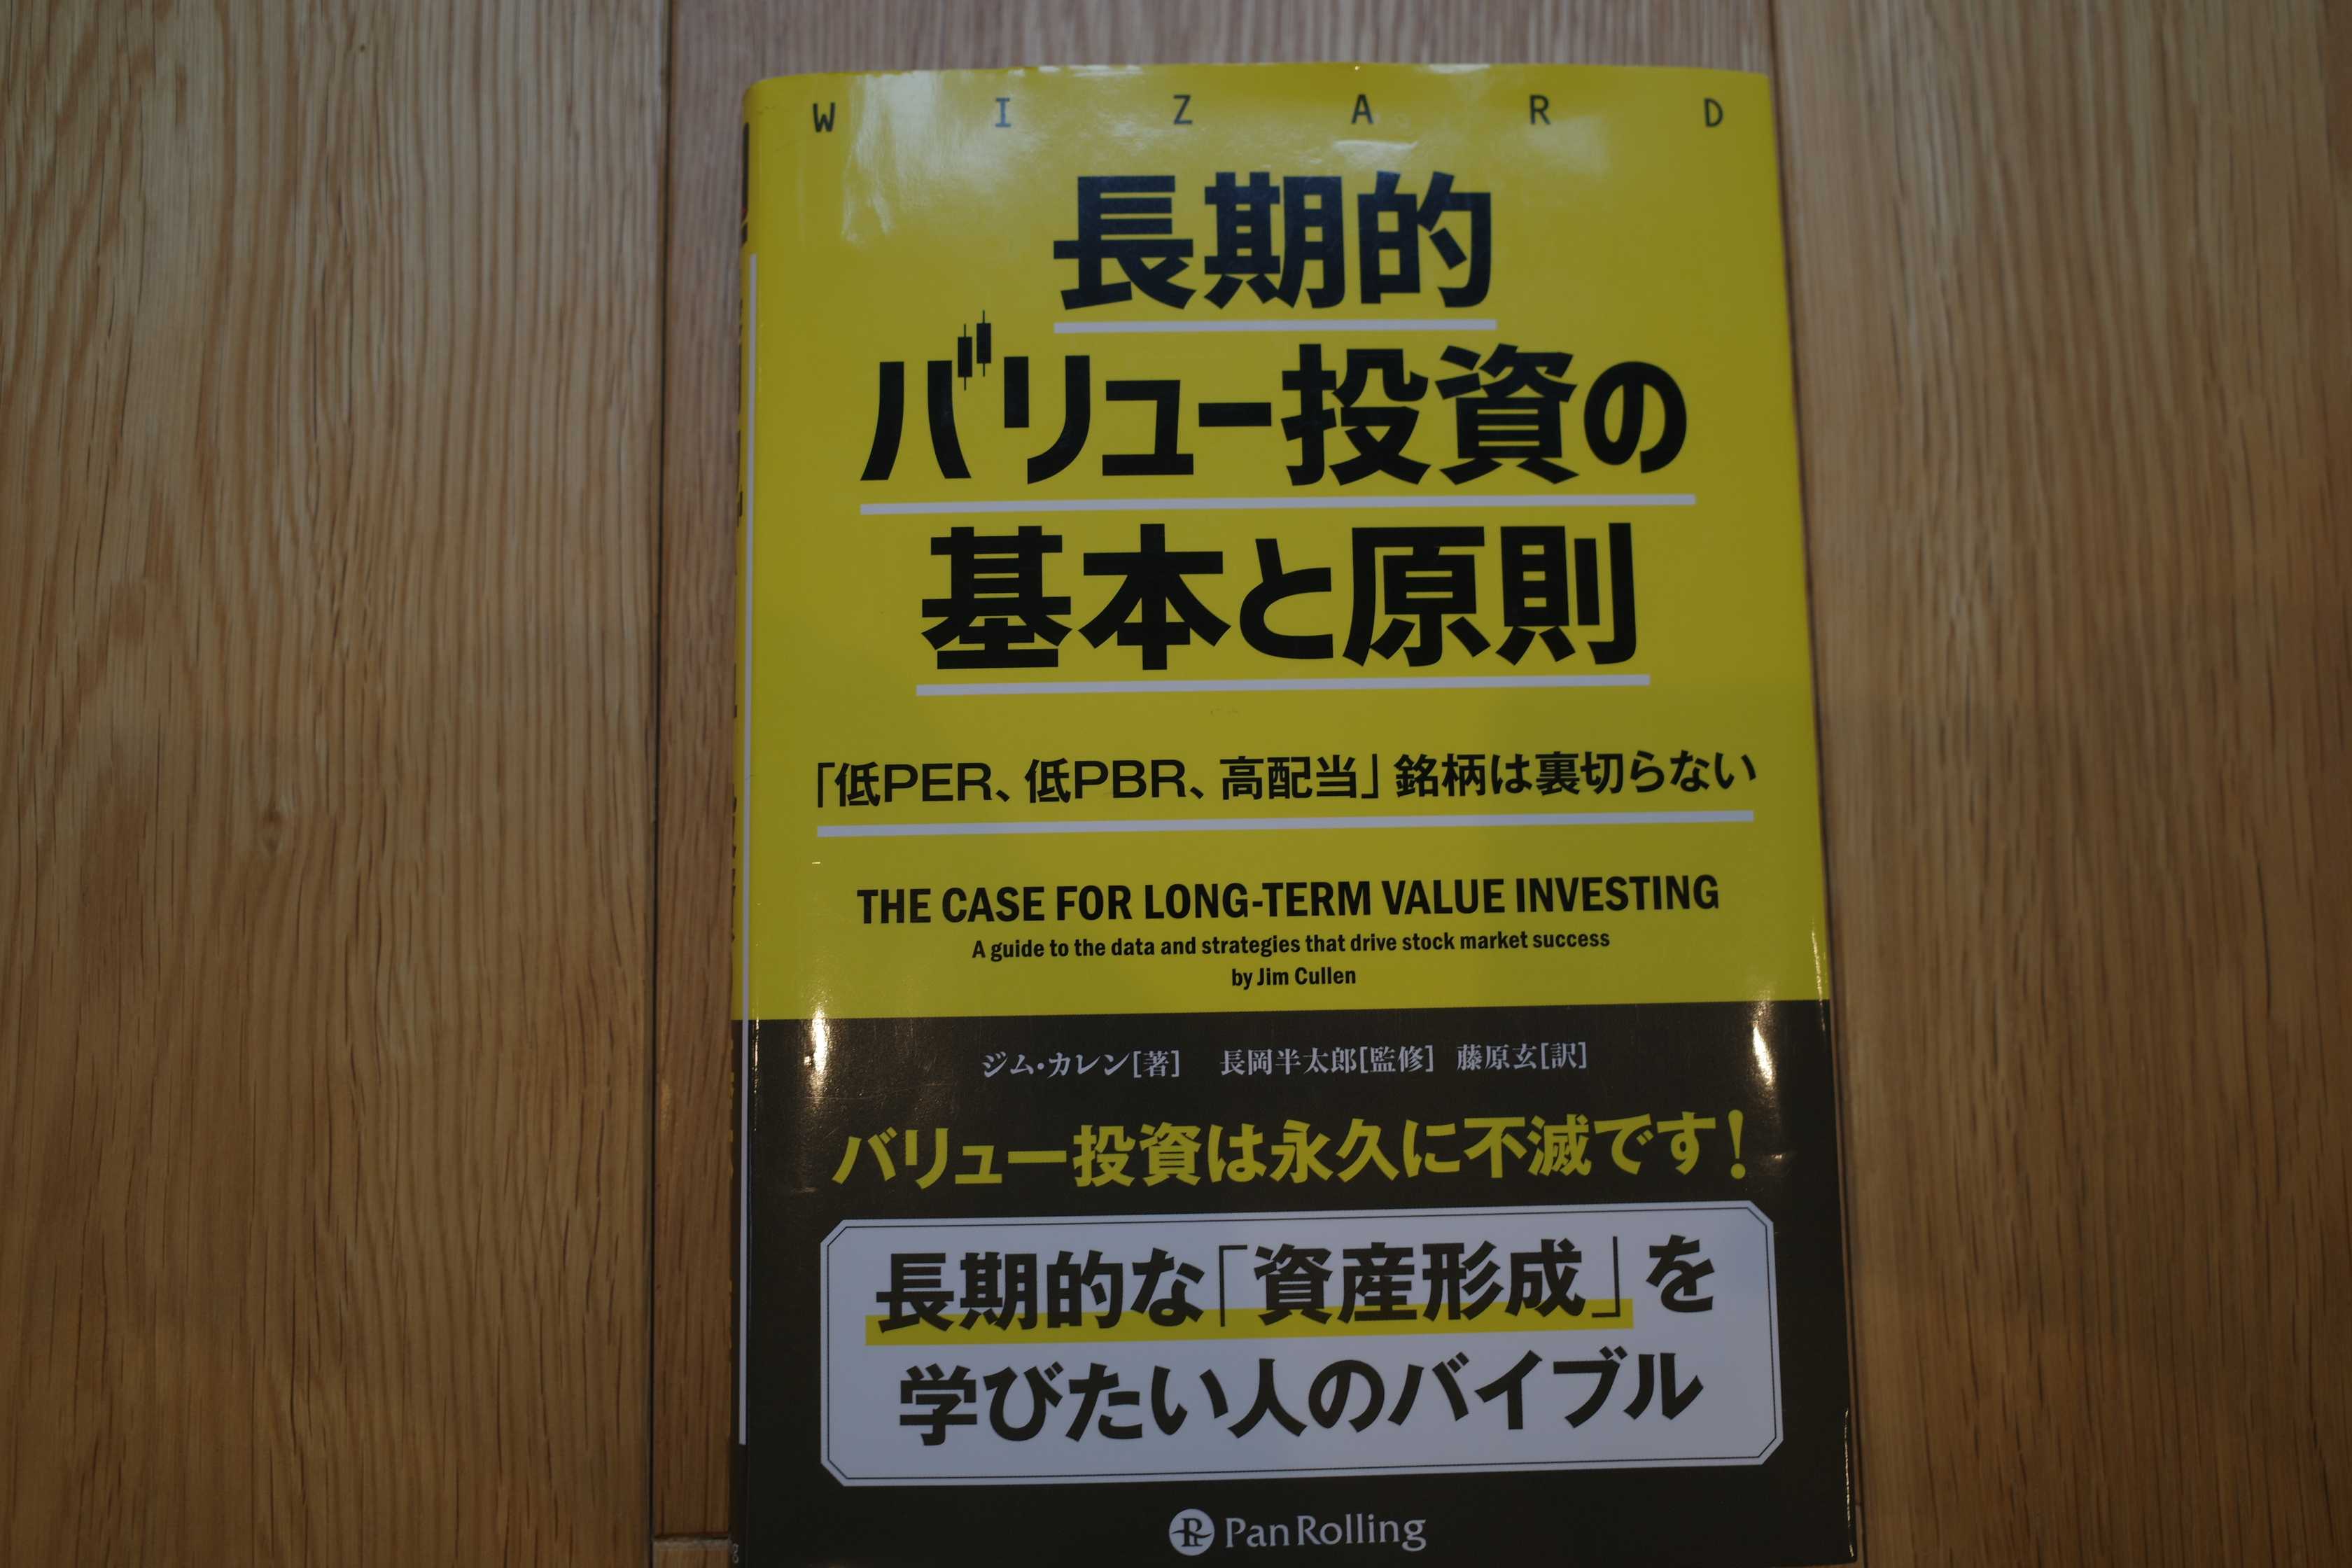 W I Z A R D
長期的
バリュー投資の
基本と原則
「低PER、低PBR、高配当」銘柄は裏切らない
THE CASE FOR LONG-TERM VALUE INVESTING
A guide to the data and strategies that drive stock market success
by Jim Cullen
ジム・カレン[著] 長岡半太郎[監修] 藤原玄[訳]
バリュー投資は永久に不滅です!
長期的な「資産形成」を
学びたい人のバイブル
PanRolling